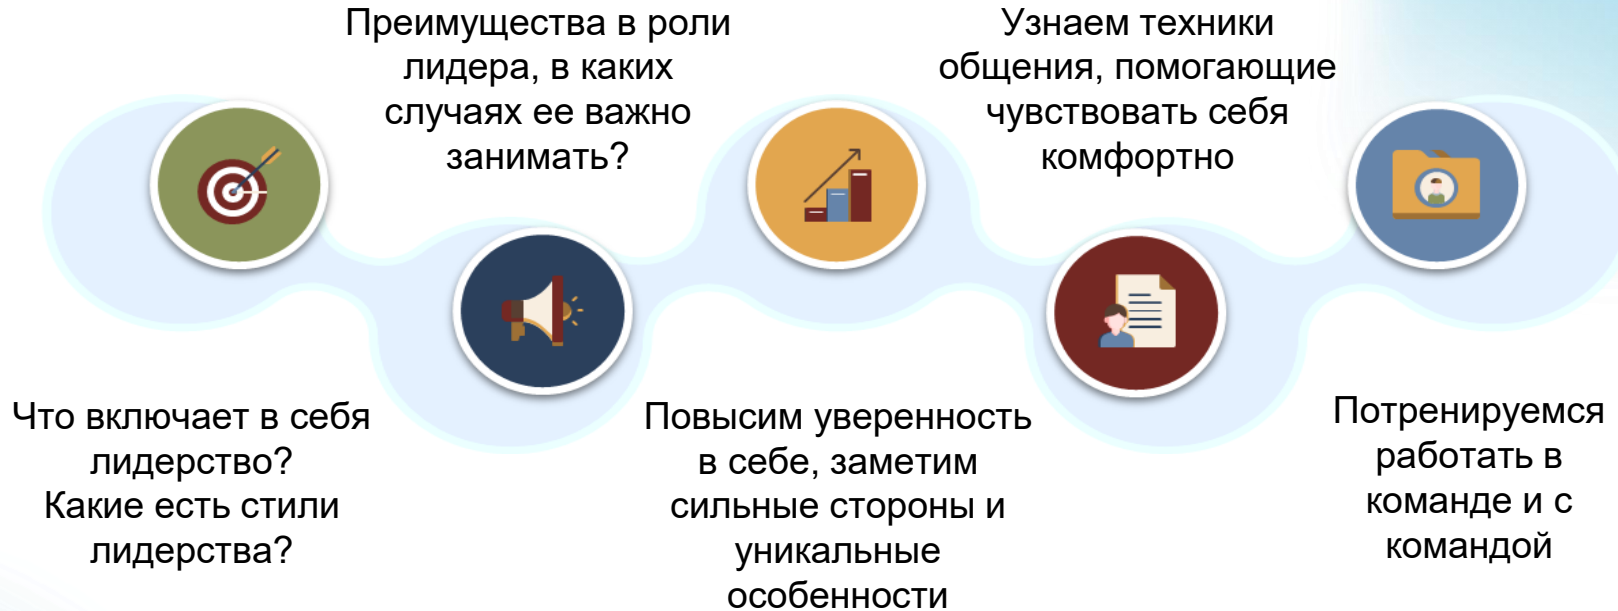 Преимущества в роли
лидера, в каких
случаях ее важно
занимать?
Узнаем техники
общения, помогающие
чувствовать себя
комфортно
Что включает в себя
лидерство?
Какие есть стили
лидерства?
Повысим уверенность
в себе, заметим
сильные стороны и
уникальные
особенности
Потренируемся
работать в
команде и с
командой